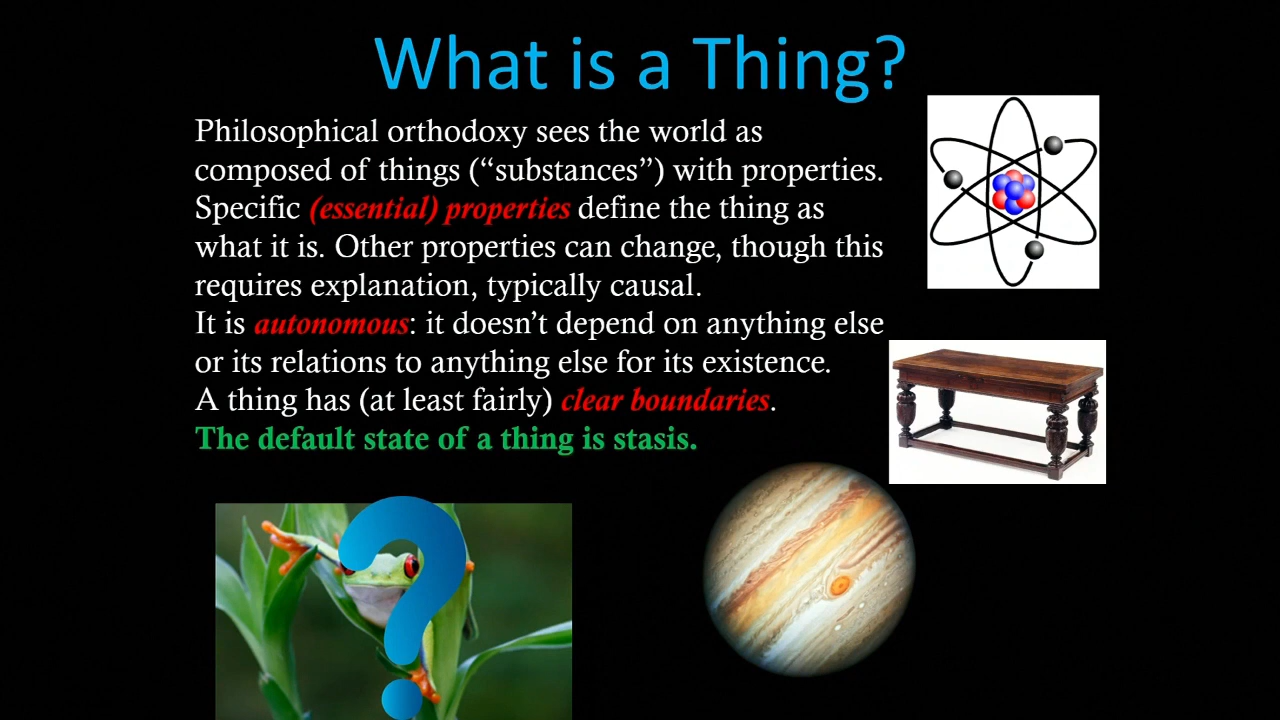 What is a Thing?
Philosophical orthodoxy sees the world as
composed of things (“substances”) with properties.
Specific (essential) properties define the thing as
what it is. Other properties can change, though this
requires explanation, typically causal.
It is autonomous: it doesn’t depend on anything else
or its relations to anything else for its existence.
A thing has (at least fairly) clear boundaries.
The default state of a thing is stasis.
?